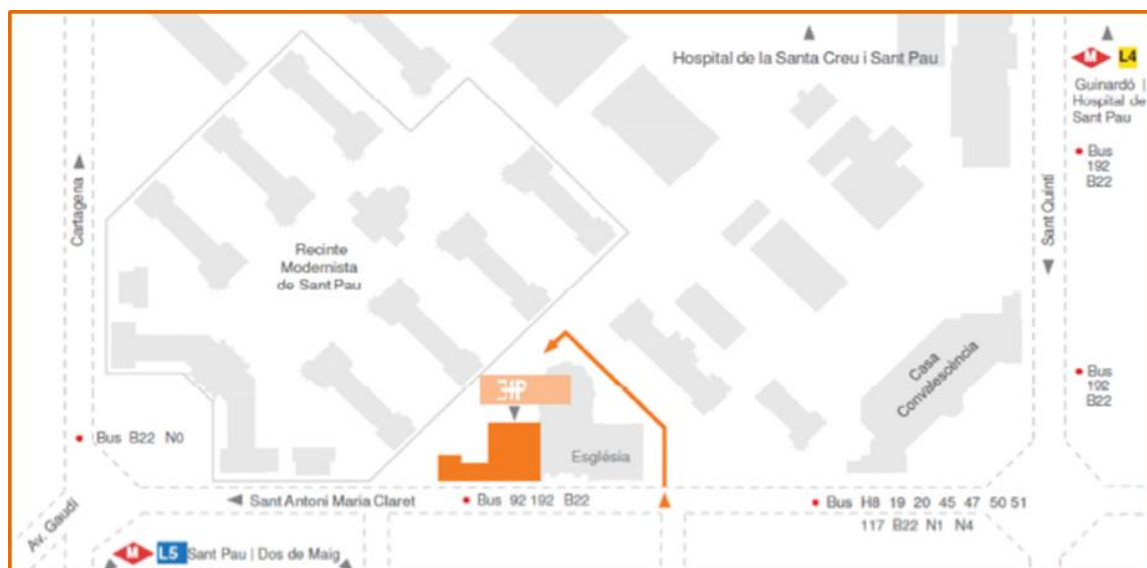 Hospital de la Santa Creu i Sant Pau
M L4
Guinardó |
Hospital de
Sant Pau
Bus
192
B22
Cartagena
Sant Quintí
Recinte
Modernista
de Sant Pau
Casa
Convalescència
Bus
192
B22
Bus B22 N0
Església
Sant Antoni Maria Claret
Bus 92 192 B22
Bus H8 19 20 45 47 50 51
117 B22 N1 N4
Av. Gaudí
M L5 Sant Pau | Dos de Maig